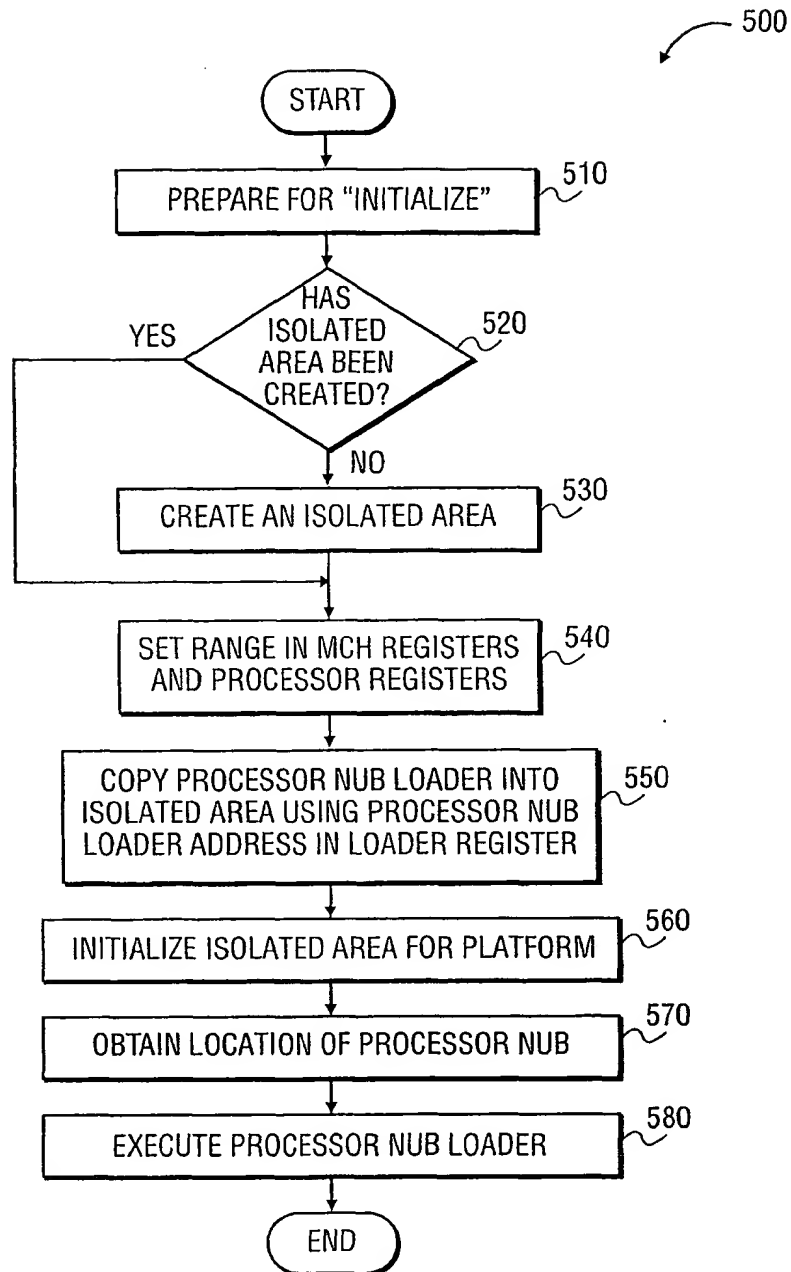 500
START
PREPARE FOR “INITIALIZE”
510
HAS
ISOLATED
AREA BEEN
CREATED?
520
YES
NO
CREATE AN ISOLATED AREA
530
SET RANGE IN MCH REGISTERS
AND PROCESSOR REGISTERS
540
COPY PROCESSOR NUB LOADER INTO
ISOLATED AREA USING PROCESSOR NUB
LOADER ADDRESS IN LOADER REGISTER
550
INITIALIZE ISOLATED AREA FOR PLATFORM
560
OBTAIN LOCATION OF PROCESSOR NUB
570
EXECUTE PROCESSOR NUB LOADER
580
END